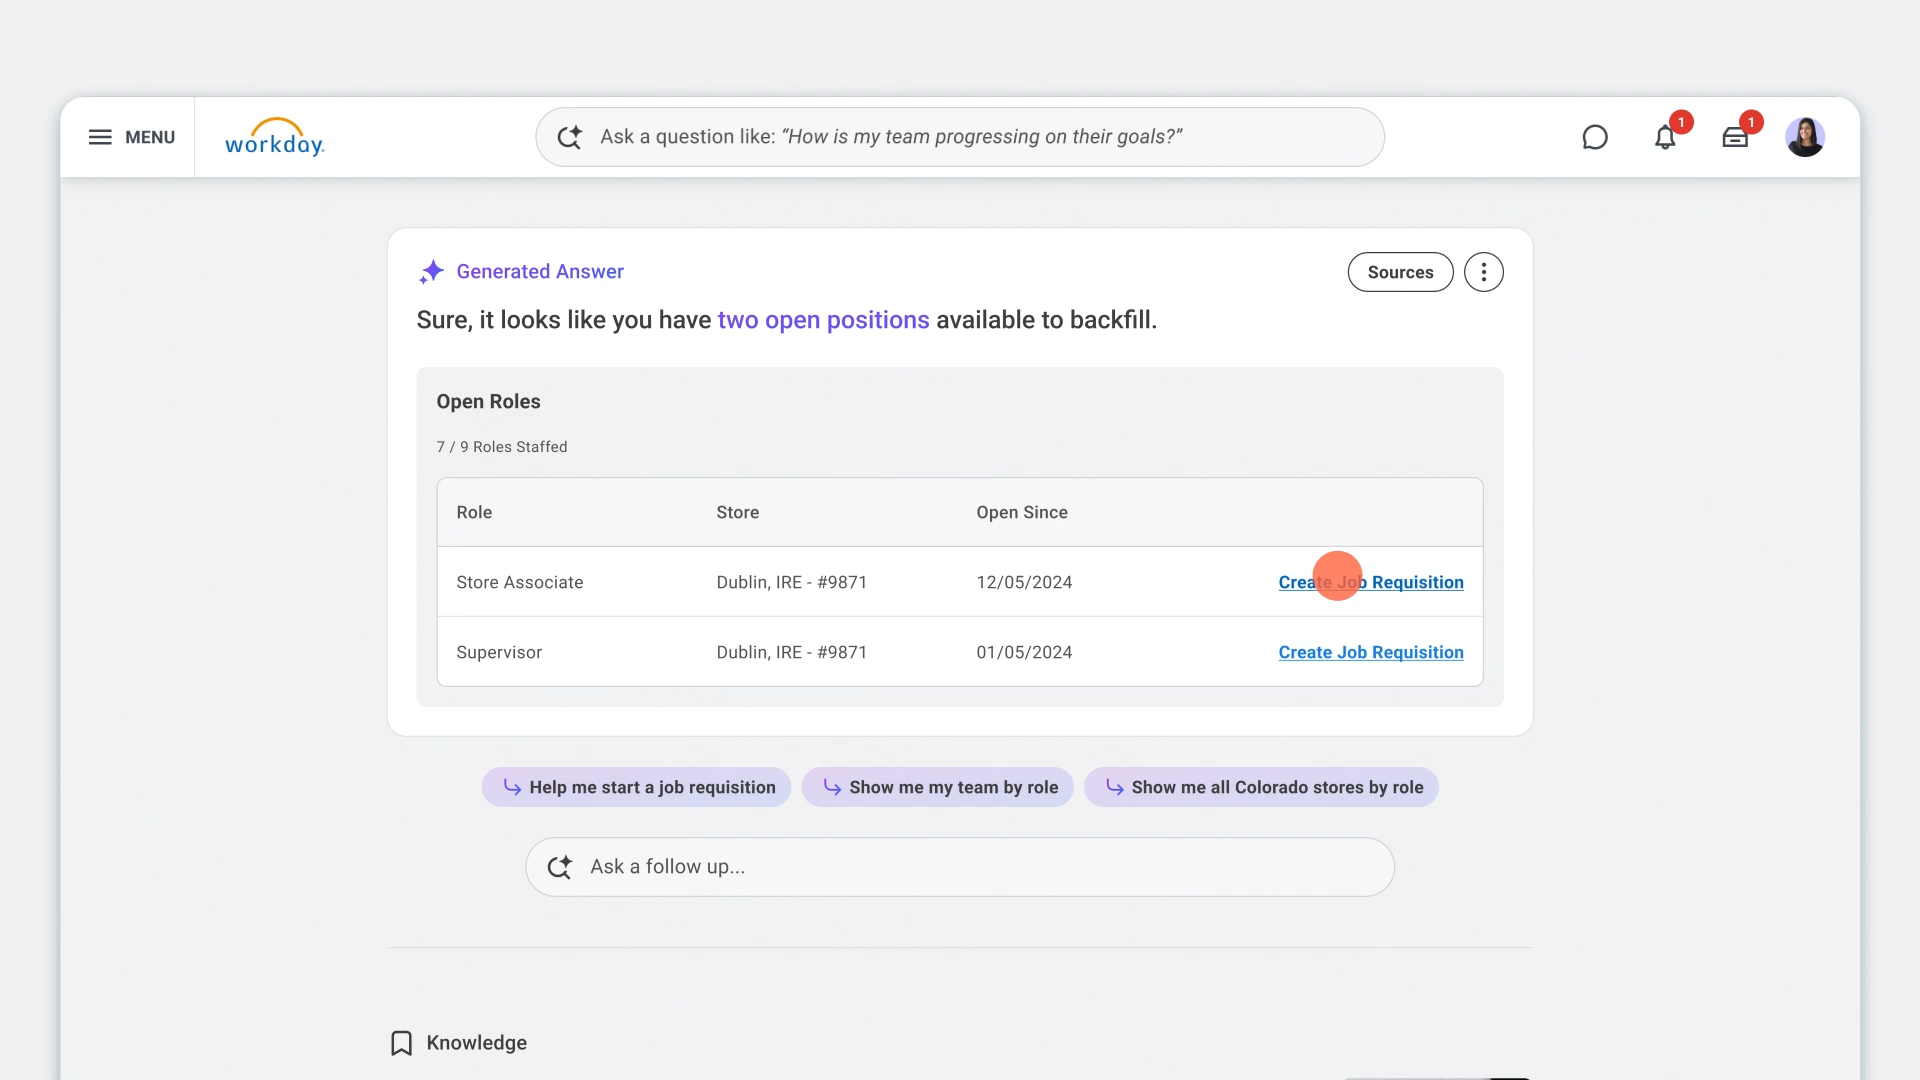 MENU
workday.
Ask a question like: “How is my team progressing on their goals?”
1
1
Generated Answer
Sources
Sure, it looks like you have two open positions available to backfill.
Open Roles
7 / 9 Roles Staffed
Role Store Open Since
Store Associate Dublin, IRE - #9871 12/05/2024 Create Job Requisition
Supervisor Dublin, IRE - #9871 01/05/2024 Create Job Requisition
Help me start a job requisition
Show me my team by role
Show me all Colorado stores by role
Ask a follow up...
Knowledge